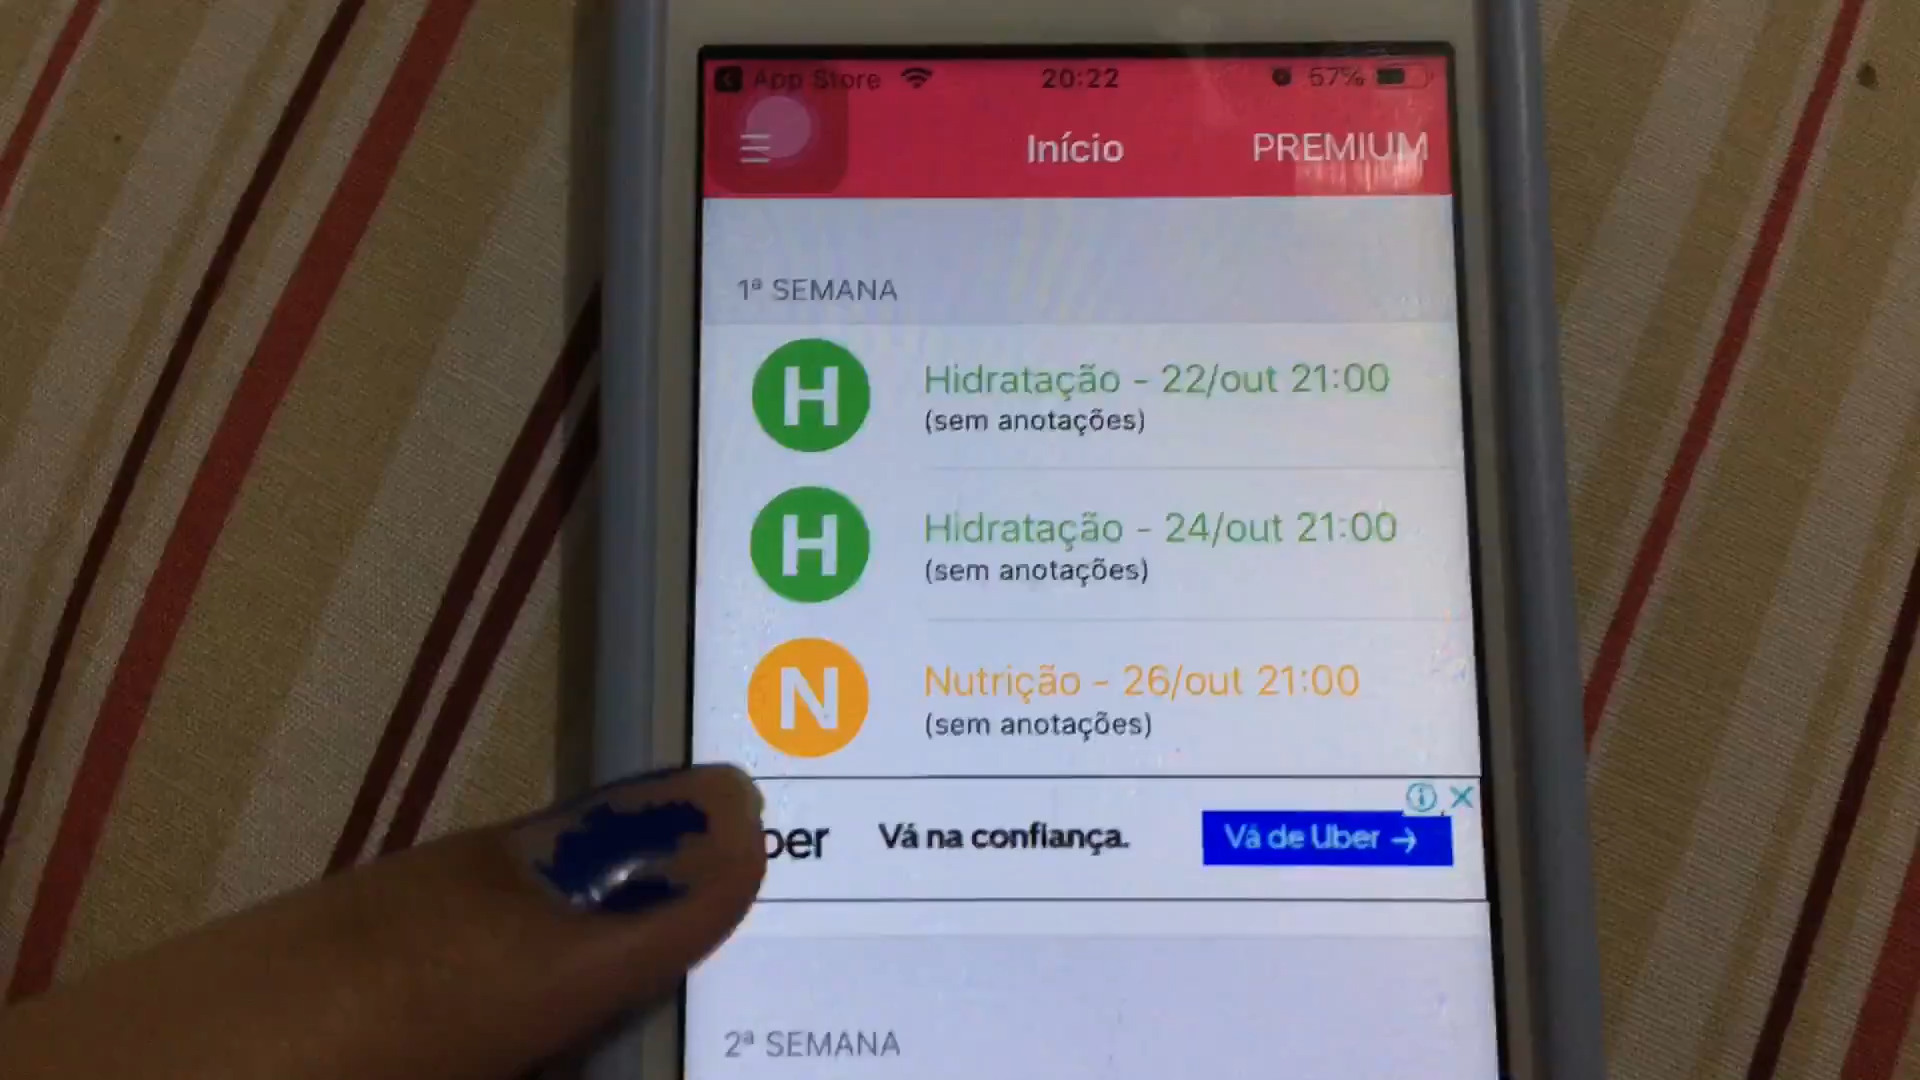 App Store 20:22 57%
Início PREMIUM
1ª SEMANA
H Hidratação - 22/out 21:00
(sem anotações)
H Hidratação - 24/out 21:00
(sem anotações)
N Nutrição - 26/out 21:00
(sem anotações)
ber Vá na confiança. Vá de Uber →
2ª SEMANA